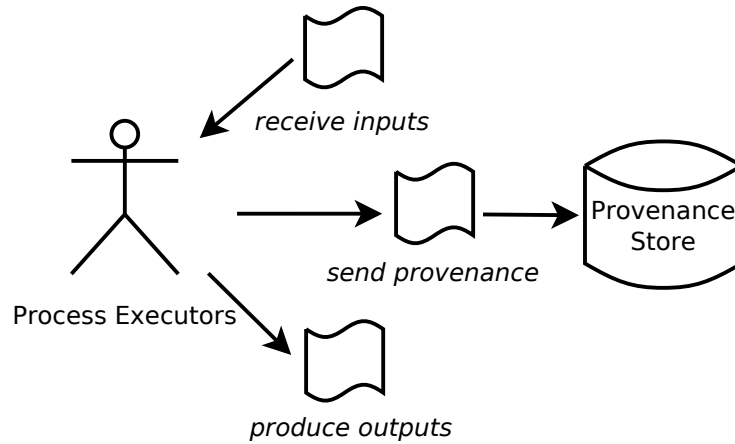 receive inputs
Provenance
Store
send provenance
Process Executors
produce outputs